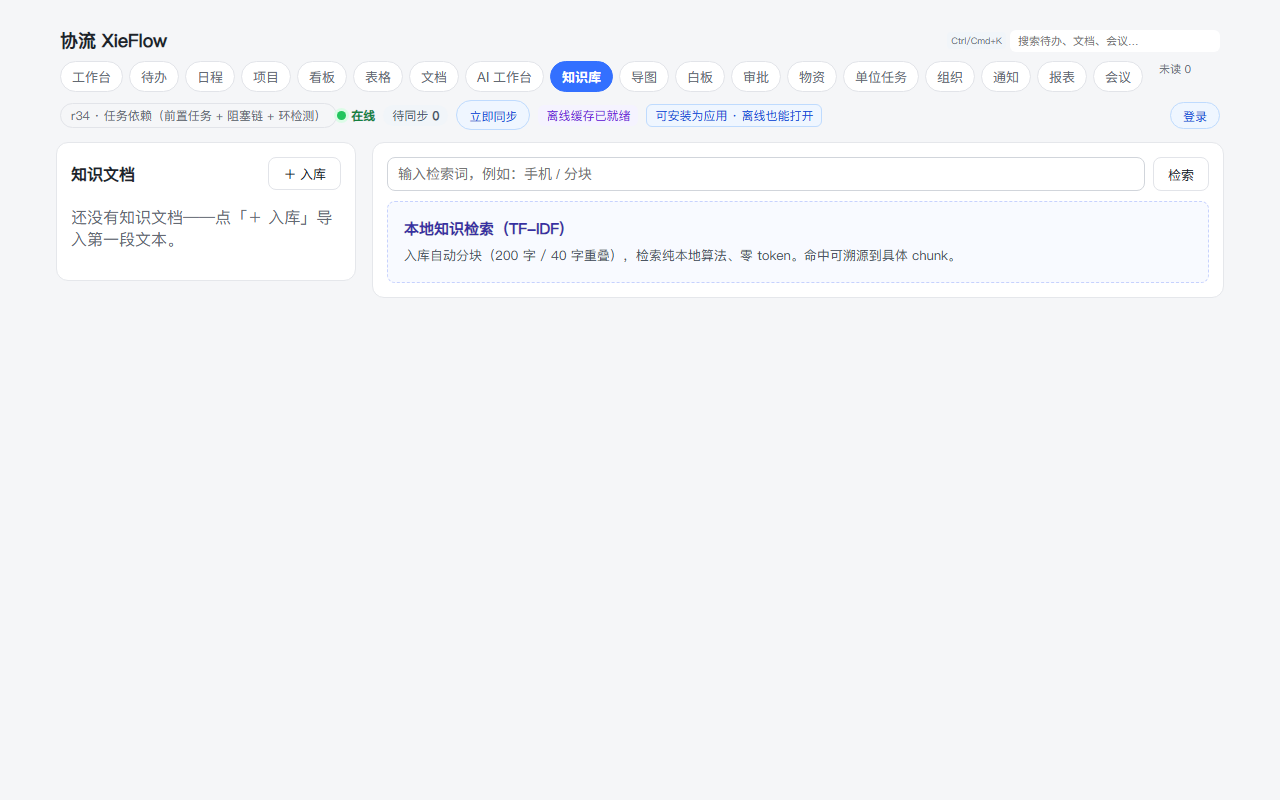 协流 XieFlow
Ctrl/Cmd+K 搜索待办、文档、会议...
工作台 待办 日程 项目 看板 表格 文档 AI 工作台 知识库 导图 白板 审批 物资 单位任务 组织 通知 报表 会议 未读 0
r34 · 任务依赖（前置任务 + 阻塞链 + 环检测） 在线 待同步 0 立即同步 离线缓存已就绪 可安装为应用 · 离线也能打开 登录
知识文档 ＋ 入库
还没有知识文档——点「＋ 入库」导
入第一段文本。
输入检索词，例如：手机 / 分块 检索
本地知识检索（TF-IDF）
入库自动分块（200 字 / 40 字重叠），检索纯本地算法、零 token。命中可溯源到具体 chunk。